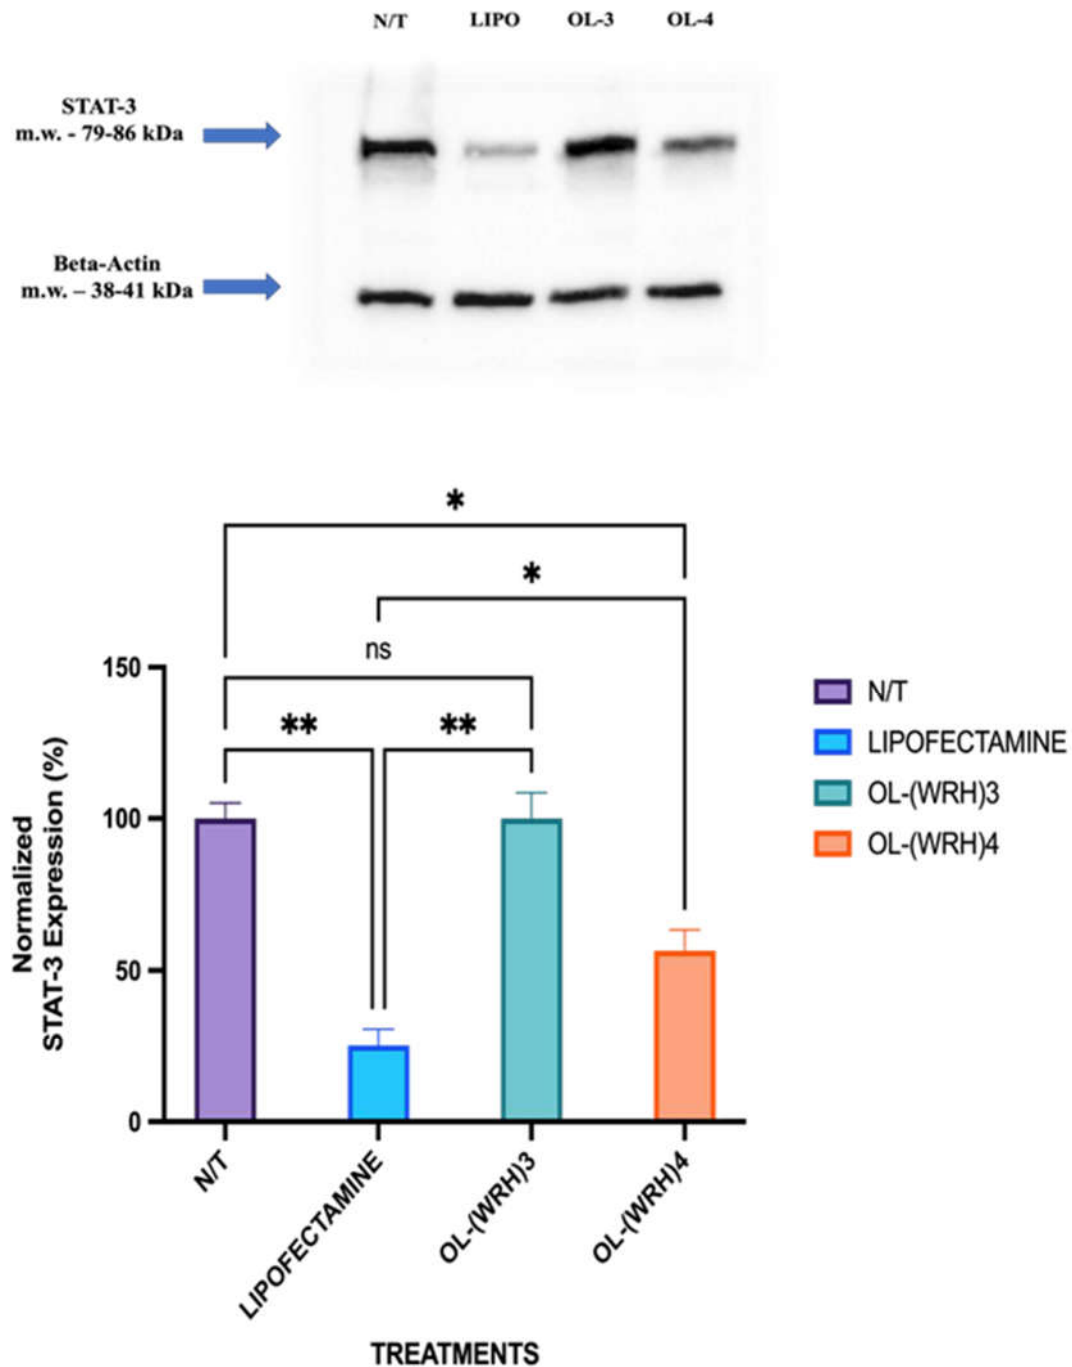 N/T LIPO OL-3 OL-4
STAT-3
m.w. - 79-86 kDa
Beta-Actin
m.w. – 38-41 kDa
*
*
ns
** **
150
100
50
0
Normalized
STAT-3 Expression (%)
N/T
LIPOFECTAMINE
OL-(WRH)3
OL-(WRH)4
N/T
LIPOFECTAMINE
OL-(WRH)3
OL-(WRH)4
TREATMENTS